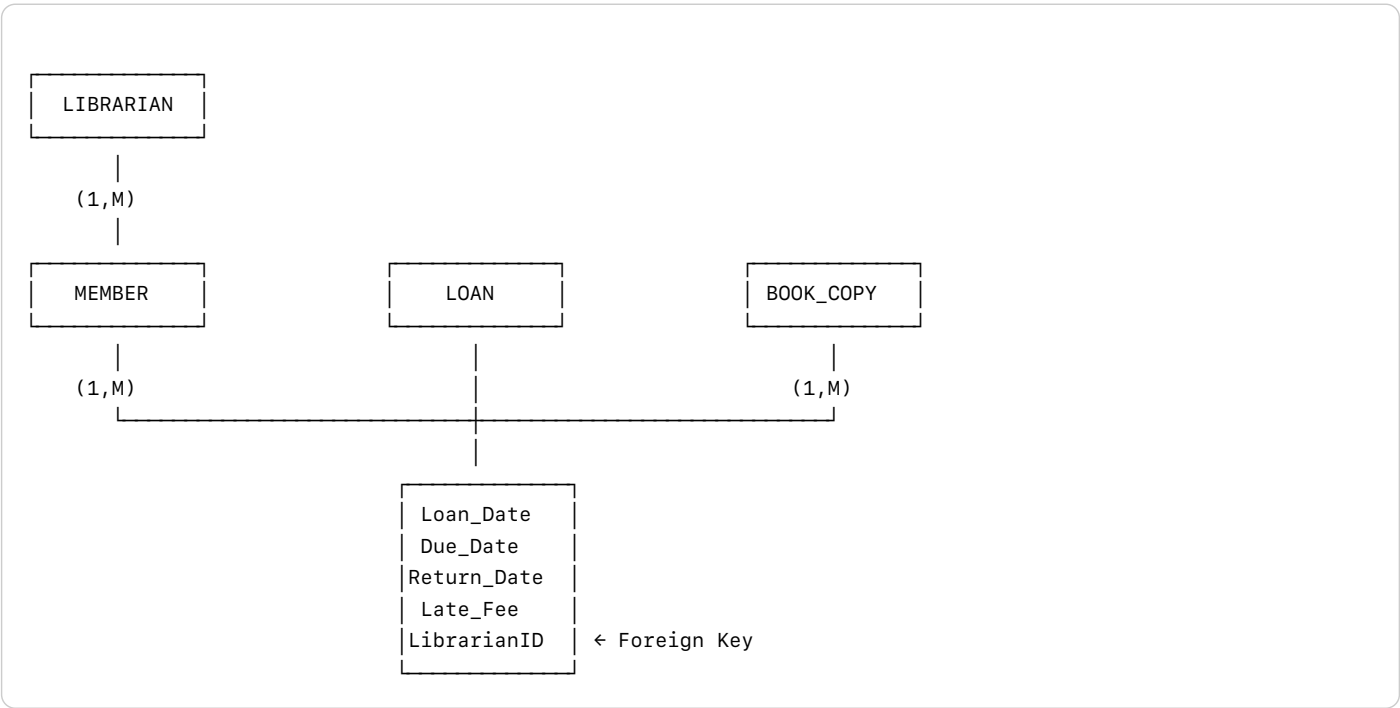 LIBRARIAN
(1,M)
MEMBER LOAN BOOK_COPY
(1,M) (1,M)
Loan_Date
Due_Date
Return_Date
Late_Fee
LibrarianID ← Foreign Key